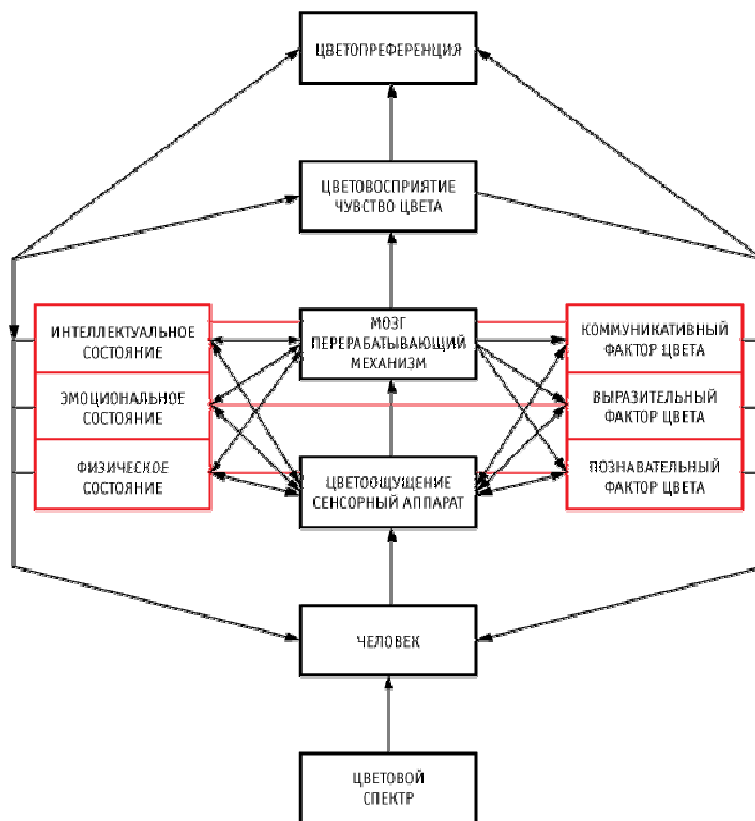 ЦВЕТОПРЕФЕРЕНЦИЯ
ЦВЕТОВОСПРИЯТИЕ
ЧУВСТВО ЦВЕТА
ИНТЕЛЛЕКТУАЛЬНОЕ
СОСТОЯНИЕ
ЭМОЦИОНАЛЬНОЕ
СОСТОЯНИЕ
ФИЗИЧЕСКОЕ
СОСТОЯНИЕ
МОЗГ
ПЕРЕРАБАТЫВАЮЩИЙ
МЕХАНИЗМ
КОММУНИКАТИВНЫЙ
ФАКТОР ЦВЕТА
ВЫРАЗИТЕЛЬНЫЙ
ФАКТОР ЦВЕТА
ПОЗНАВАТЕЛЬНЫЙ
ФАКТОР ЦВЕТА
ЦВЕТООЩУЩЕНИЕ
СЕНСОРНЫЙ АППАРАТ
ЧЕЛОВЕК
ЦВЕТОВОЙ
СПЕКТР